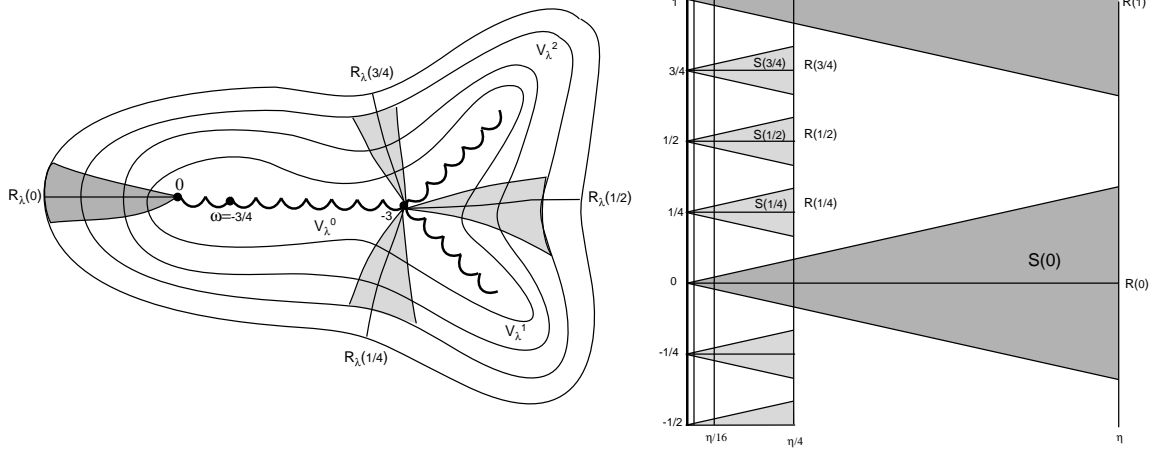 R_λ(3/4)
V_λ^2
R_λ(0)
0
ω=-3/4
V_λ^0
-3
R_λ(1/2)
V_λ^1
R_λ(1/4)
1
R(1)
3/4
S(3/4)
R(3/4)
1/2
S(1/2)
R(1/2)
1/4
S(1/4)
R(1/4)
0
S(0)
R(0)
-1/4
-1/2
η/16
η/4
η